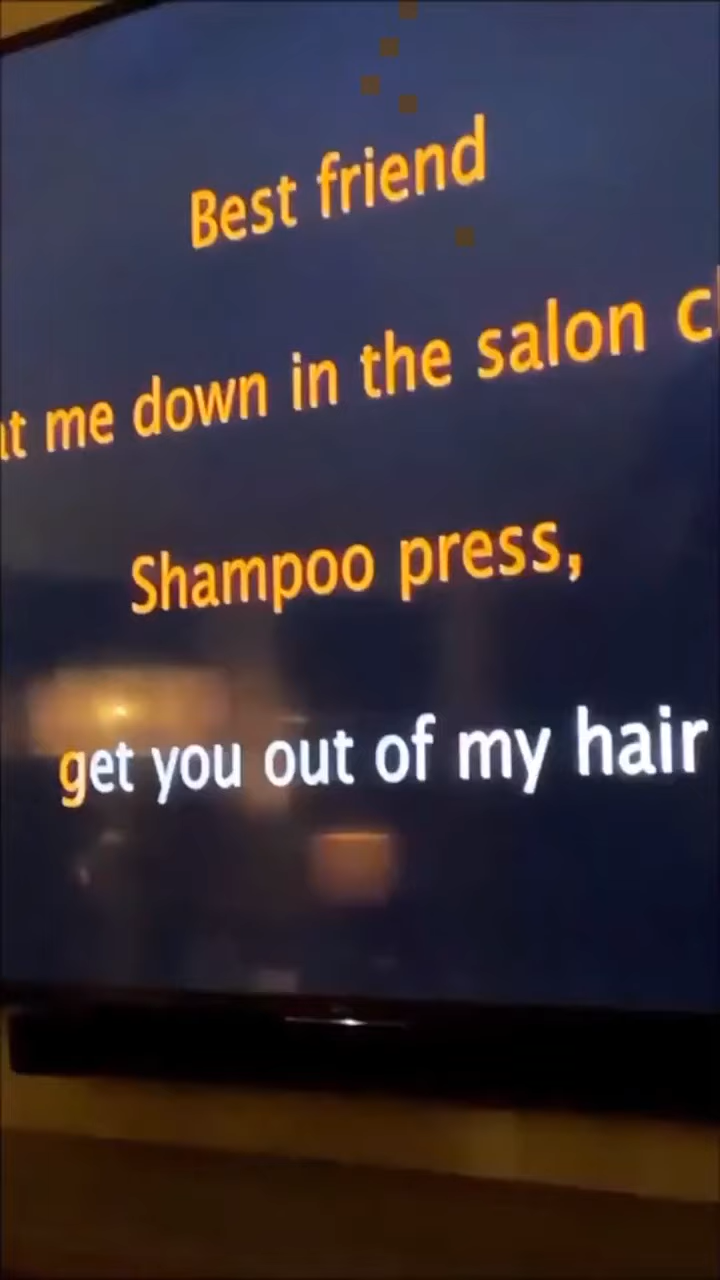 Best friend
me down in the salon
Shampoo press,
get you out of my hair